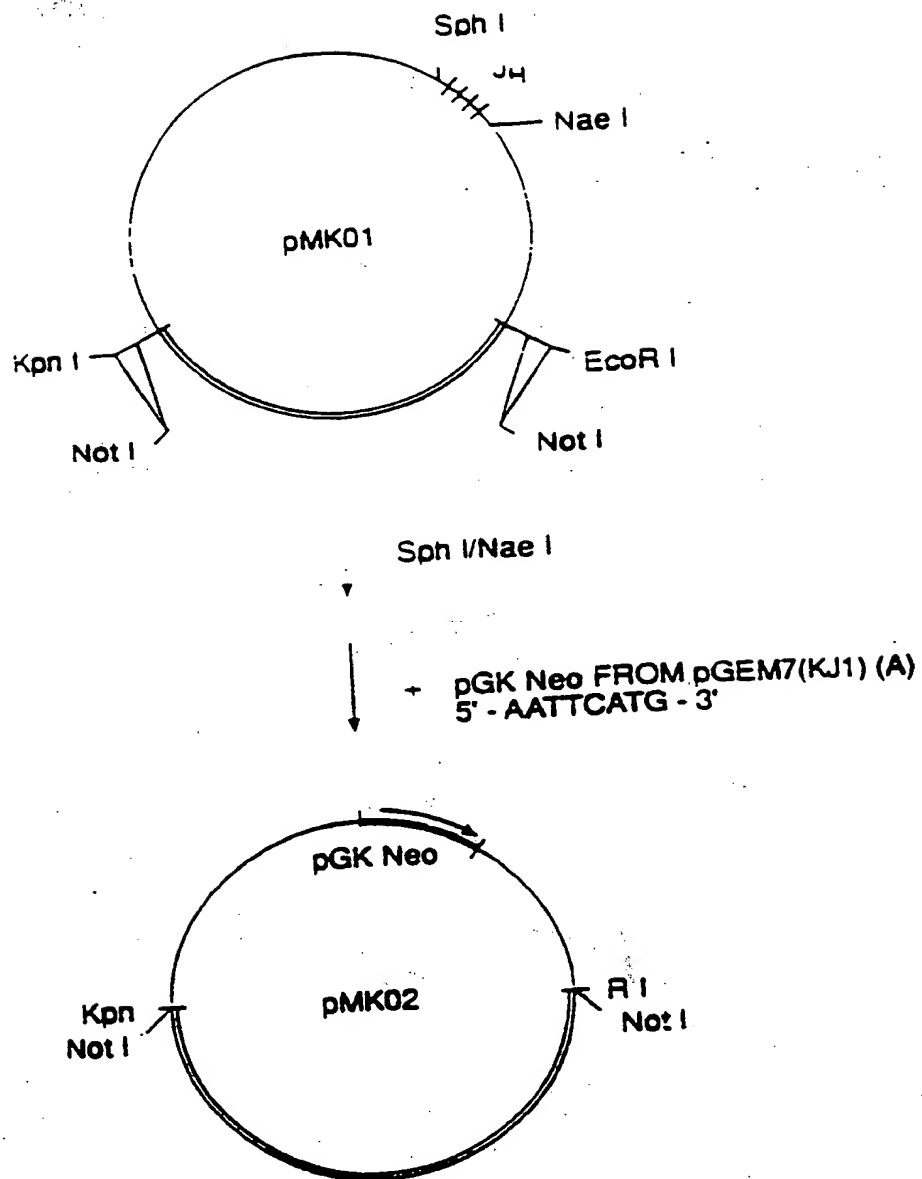 Sph I
JH
Nae I
pMK01
Kpn I
EcoR I
Not I
Not I
Sph I/Nae I
+ pGK Neo FROM pGEM7(KJ1) (A)
5' - AATTCATG - 3'
pGK Neo
pMK02
Kpn
Not I
R I
Not I